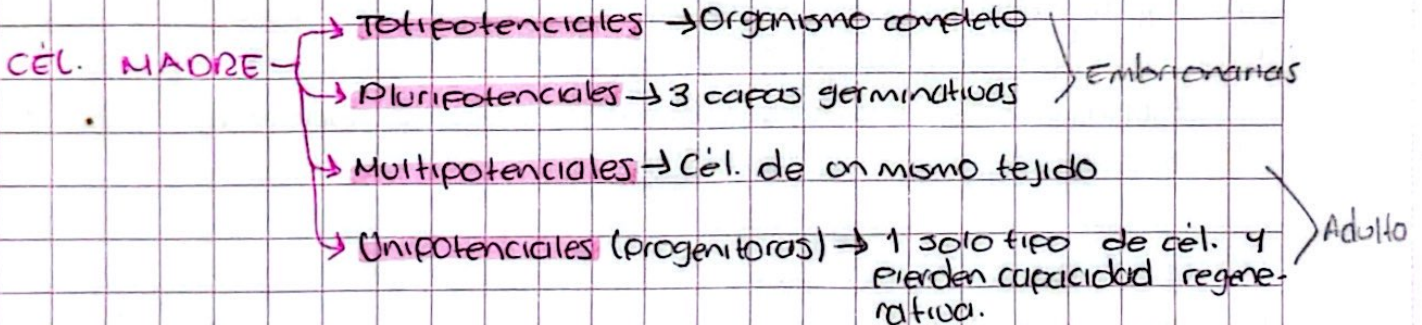 Totipotenciales → Organismo completo
CÉL. MADRE
Embrionarias
Pluripotenciales → 3 capas germinativas
Multipotenciales → Cél. de un mismo tejido
Unipotenciales (progenitoras) → 1 solo tipo de cél. y
Adulto
pierden capacidad regene-
rativa.